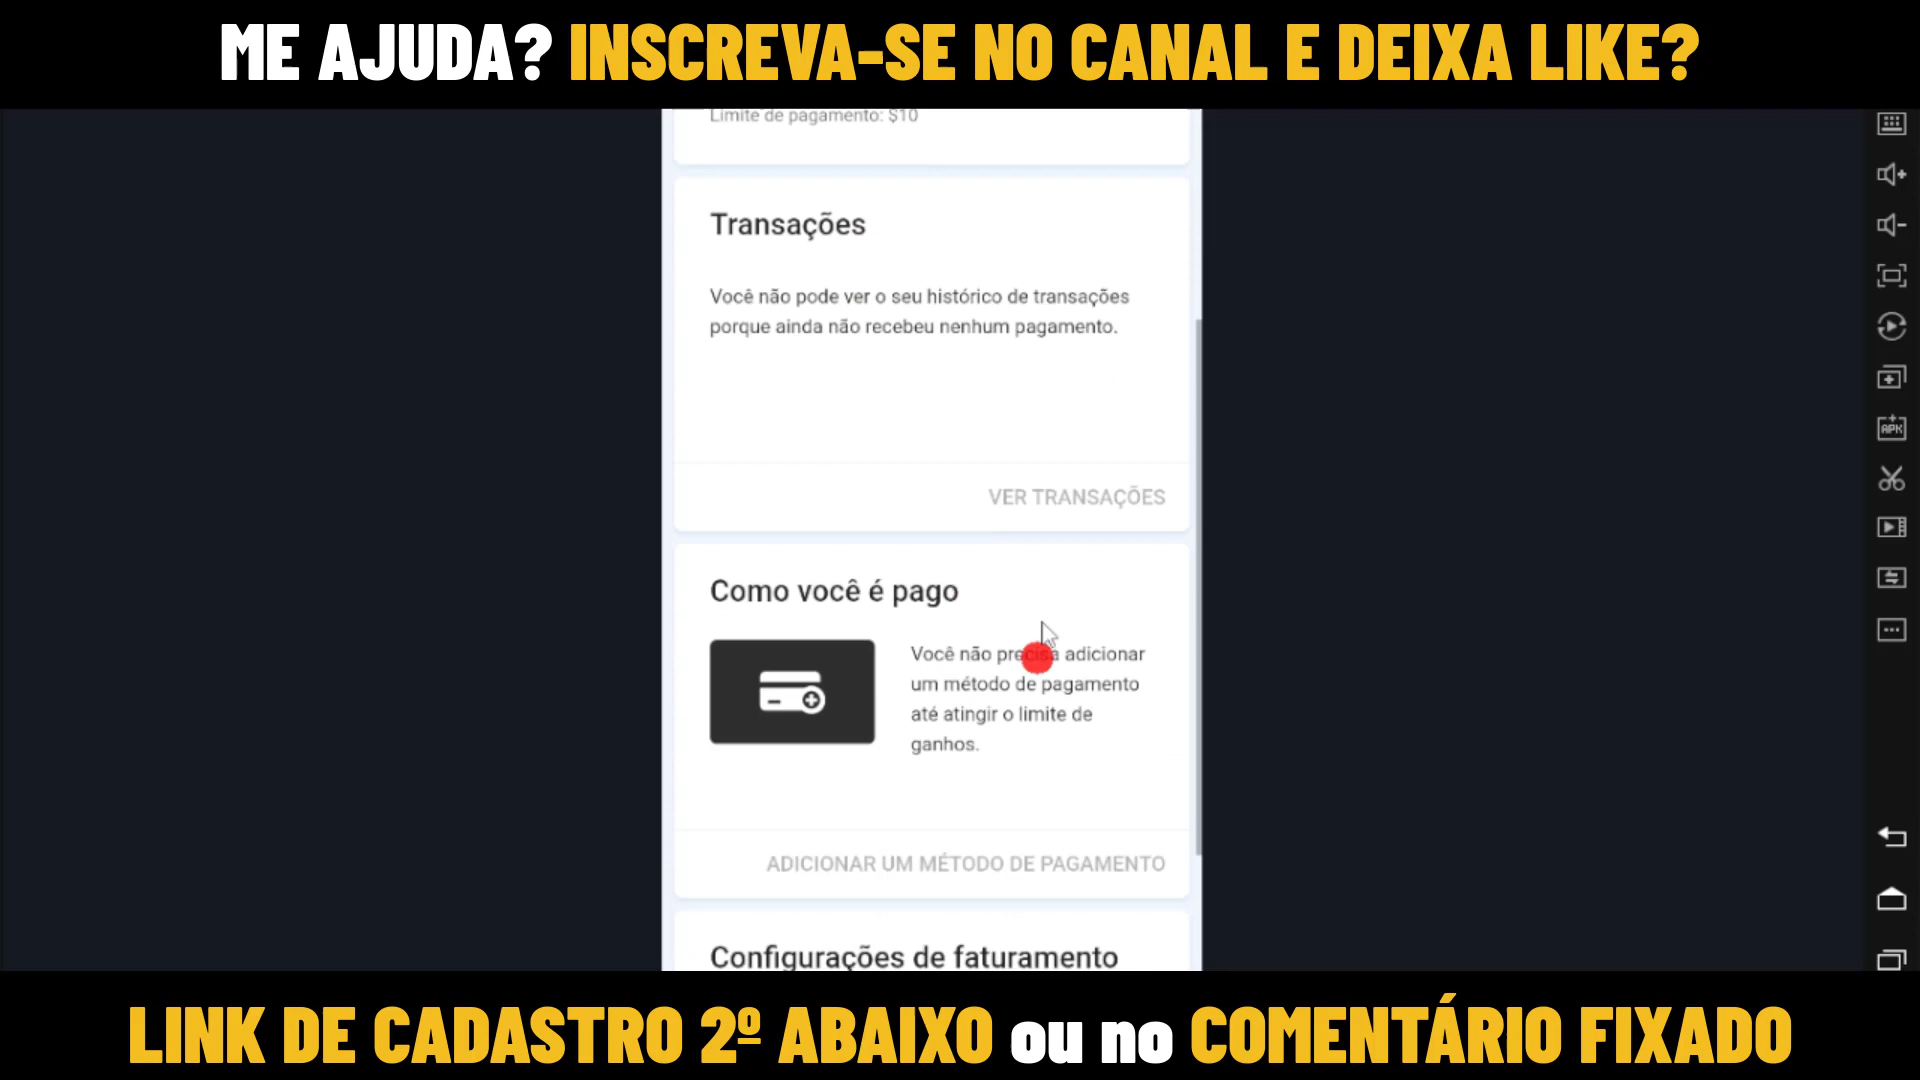 ME AJUDA? INSCREVA-SE NO CANAL E DEIXA LIKE?
Limite de pagamento: $10
Transações
Você não pode ver o seu histórico de transações
porque ainda não recebeu nenhum pagamento.
VER TRANSAÇÕES
Como você é pago
Você não precisa adicionar
um método de pagamento
até atingir o limite de
ganhos.
ADICIONAR UM MÉTODO DE PAGAMENTO
Configurações de faturamento
APK
LINK DE CADASTRO 2º ABAIXO ou no COMENTÁRIO FIXADO